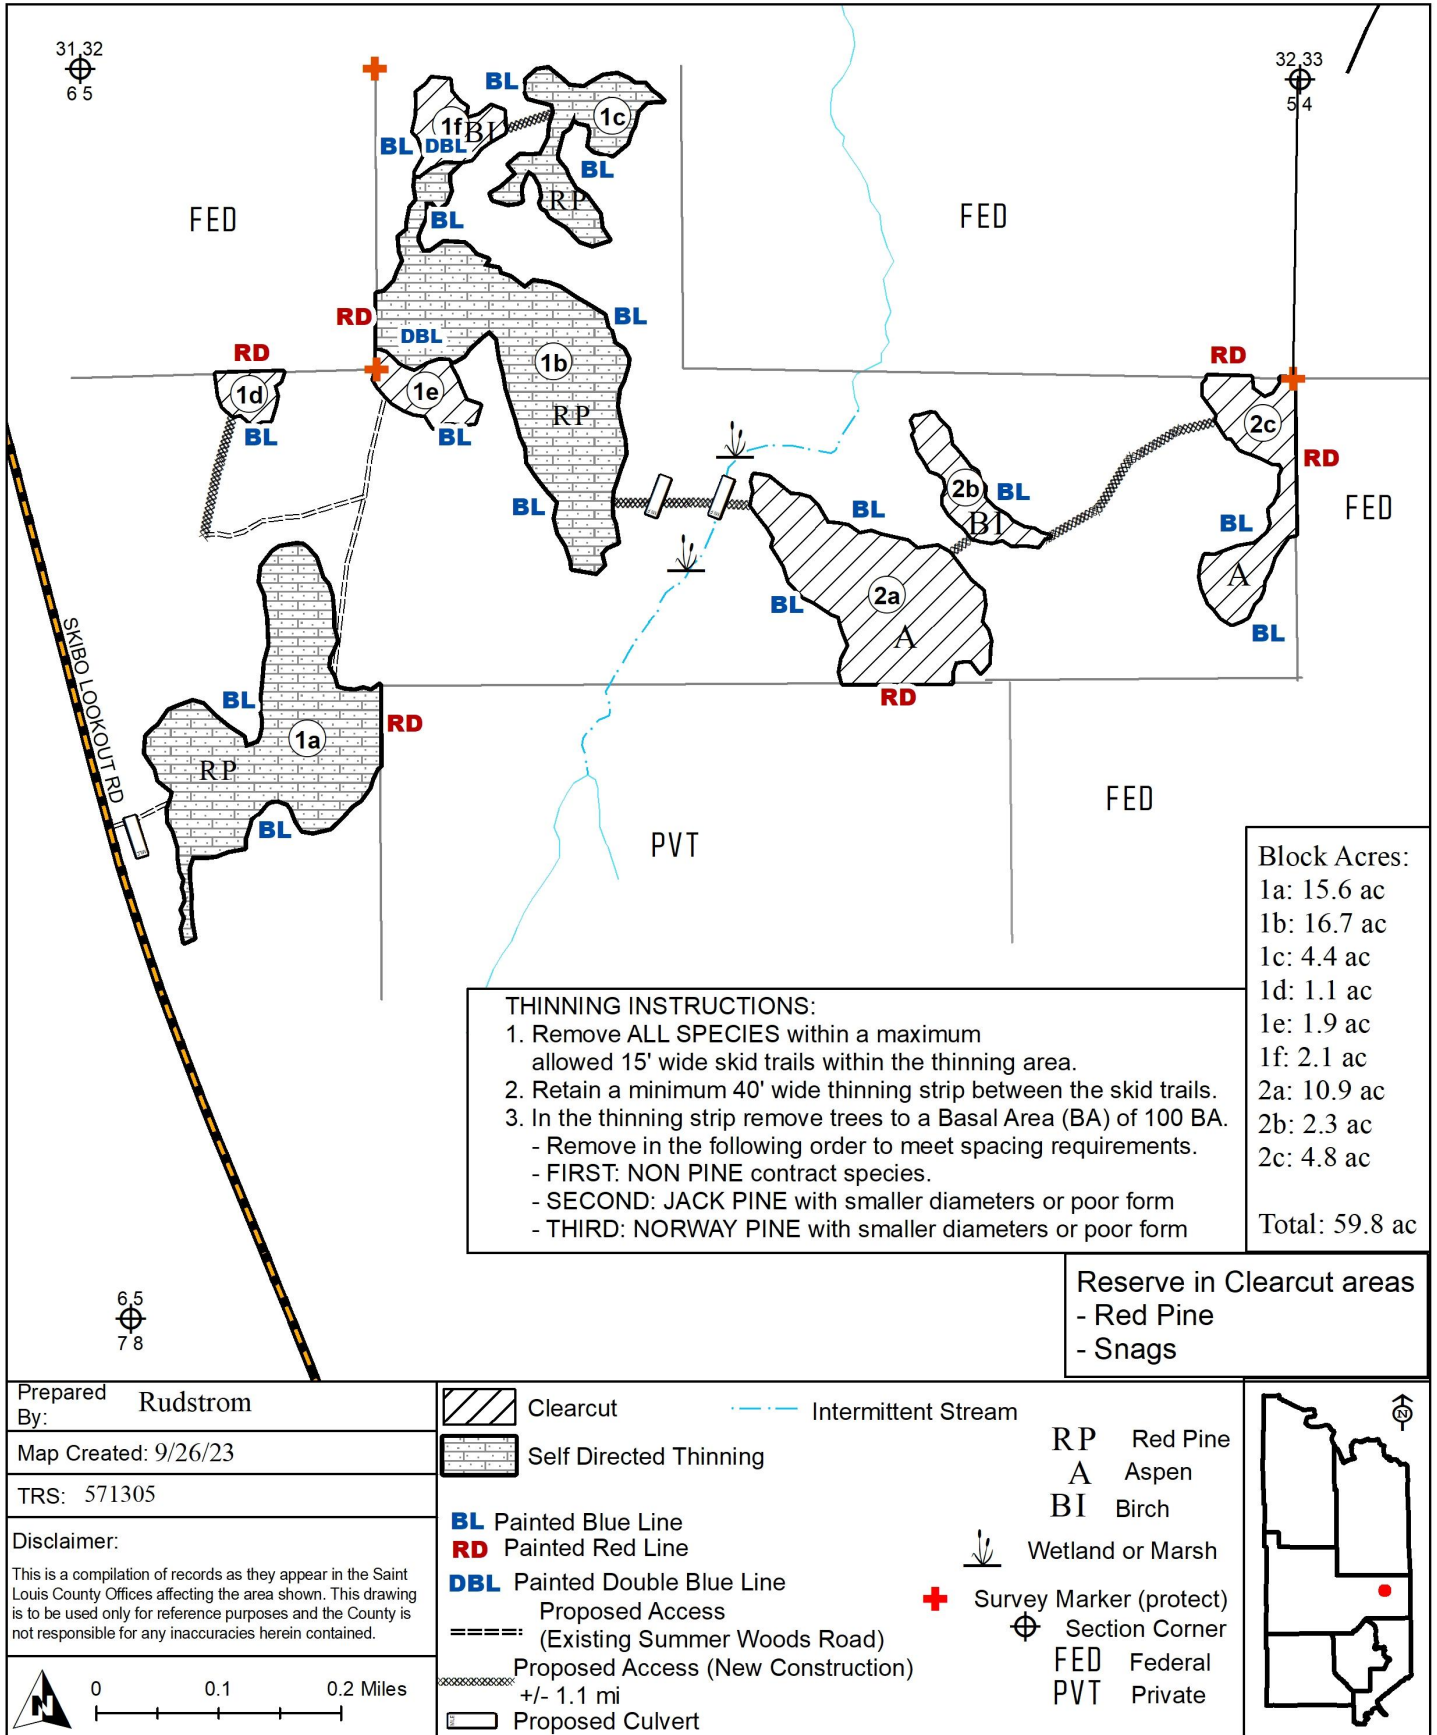 31 32
6 5
32 33
5 4
BL
1c
1f
BI
BL
DBL
BL
RP
BL
FED
FED
RD
BL
DBL
RD
1b
RD
1d
1e
RP
2c
BL
BL
RD
2b
BL
BL
BL
BI
BL
FED
A
2a
BL
A
BL
RD
SKIBO LOOKOUT RD
BL
RD
1a
RP
BL
FED
PVT
Block Acres:
1a: 15.6 ac
1b: 16.7 ac
1c: 4.4 ac
1d: 1.1 ac
1e: 1.9 ac
1f: 2.1 ac
2a: 10.9 ac
2b: 2.3 ac
2c: 4.8 ac
Total: 59.8 ac
THINNING INSTRUCTIONS:
1. Remove ALL SPECIES within a maximum
allowed 15' wide skid trails within the thinning area.
2. Retain a minimum 40' wide thinning strip between the skid trails.
3. In the thinning strip remove trees to a Basal Area (BA) of 100 BA.
- Remove in the following order to meet spacing requirements.
- FIRST: NON PINE contract species.
- SECOND: JACK PINE with smaller diameters or poor form
- THIRD: NORWAY PINE with smaller diameters or poor form
Reserve in Clearcut areas
- Red Pine
- Snags
6 5
7 8
Prepared
By: Rudstrom
Map Created: 9/26/23
TRS: 571305
Disclaimer:
This is a compilation of records as they appear in the Saint
Louis County Offices affecting the area shown. This drawing
is to be used only for reference purposes and the County is
not responsible for any inaccuracies herein contained.
N
0 0.1 0.2 Miles
Clearcut
Self Directed Thinning
BL Painted Blue Line
RD Painted Red Line
DBL Painted Double Blue Line
Proposed Access
(Existing Summer Woods Road)
Proposed Access (New Construction)
+/- 1.1 mi
Proposed Culvert
Intermittent Stream
RP Red Pine
A Aspen
BI Birch
Wetland or Marsh
Survey Marker (protect)
Section Corner
FED Federal
PVT Private
N